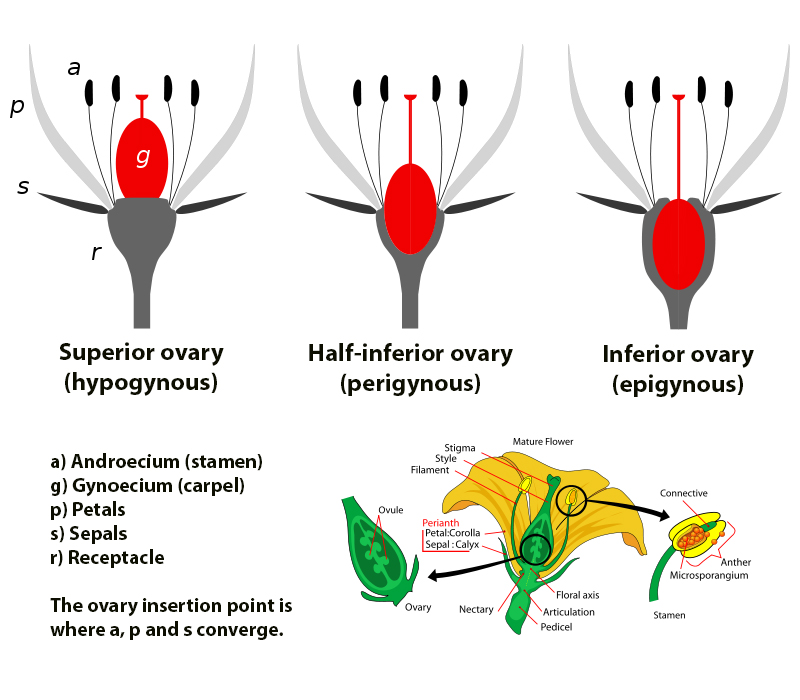 a
p
g
s
r
Superior ovary
(hypogynous)
Half-inferior ovary
(perigynous)
Inferior ovary
(epigynous)
a) Androecium (stamen)
g) Gynoecium (carpel)
p) Petals
s) Sepals
r) Receptacle
The ovary insertion point is
where a, p and s converge.
Mature Flower
Stigma
Style
Filament
Perianth
Petal:Corolla
Sepal : Calyx
Ovule
Ovary
Nectary
Floral axis
Articulation
Pedicel
Connective
Anther
Microsporangium
Stamen